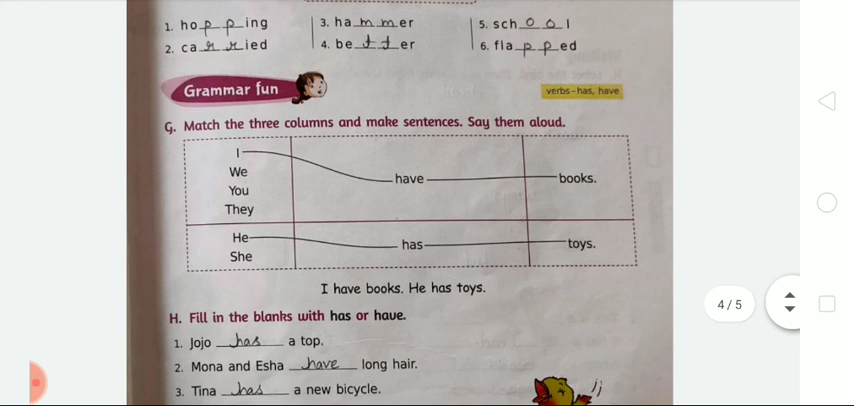 1. hopping
3. hammer
5. school
2. carried
4. better
6. flapped
Grammar fun
verbs-has, have
G. Match the three columns and make sentences. Say them aloud.
I
We
You
They
have
books.
He
She
has
toys.
I have books. He has toys.
H. Fill in the blanks with has or have.
1. Jojo has a top.
2. Mona and Esha have long hair.
3. Tina has a new bicycle.
4 / 5